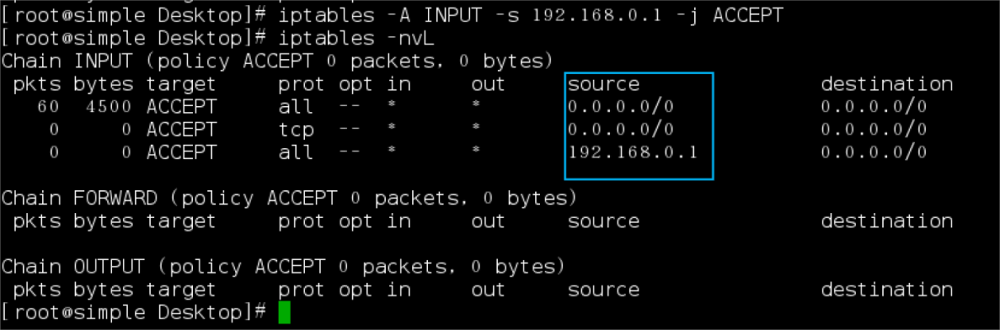 [root@simple Desktop]# iptables -A INPUT -s 192.168.0.1 -j ACCEPT
[root@simple Desktop]# iptables -nvL
Chain INPUT (policy ACCEPT 0 packets, 0 bytes)
pkts bytes target prot opt in out source destination
60 4500 ACCEPT all -- * * 0.0.0.0/0 0.0.0.0/0
0 0 ACCEPT tcp -- * * 0.0.0.0/0 0.0.0.0/0
0 0 ACCEPT all -- * * 192.168.0.1 0.0.0.0/0
Chain FORWARD (policy ACCEPT 0 packets, 0 bytes)
pkts bytes target prot opt in out source destination
Chain OUTPUT (policy ACCEPT 0 packets, 0 bytes)
pkts bytes target prot opt in out source destination
[root@simple Desktop]#